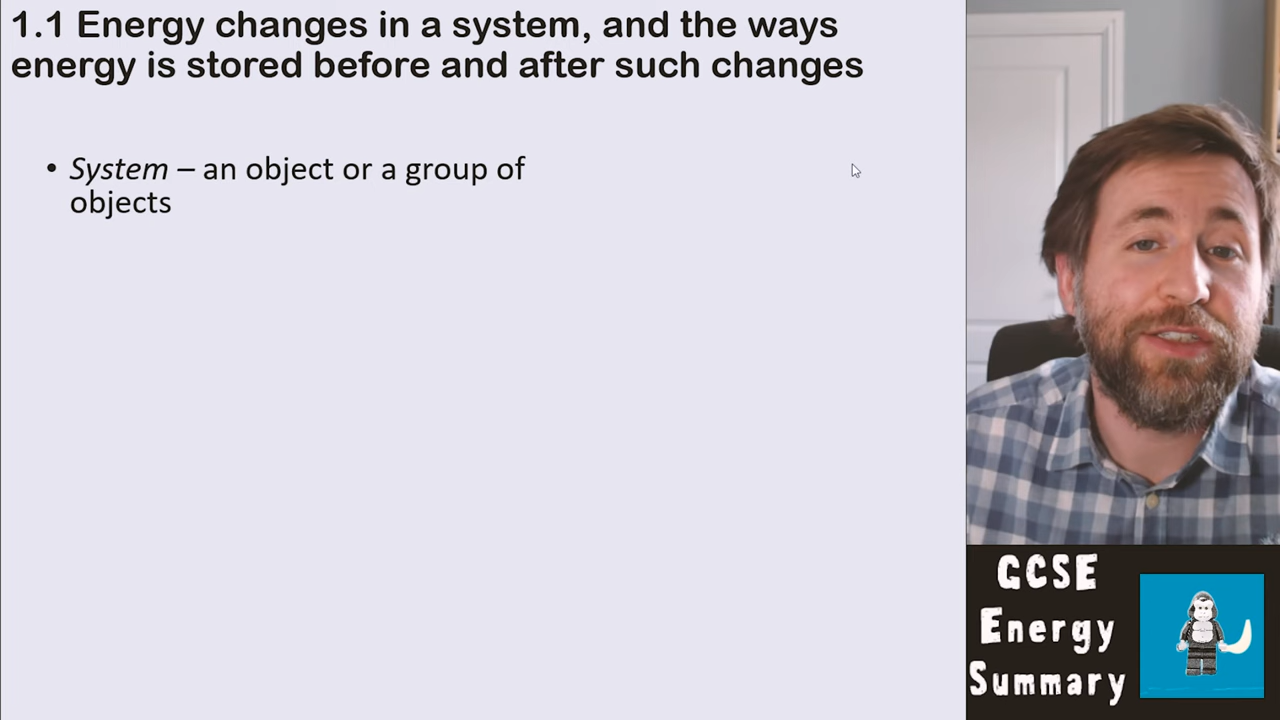 1.1 Energy changes in a system, and the ways
energy is stored before and after such changes
• System – an object or a group of
objects
GCSE
Energy
Summary